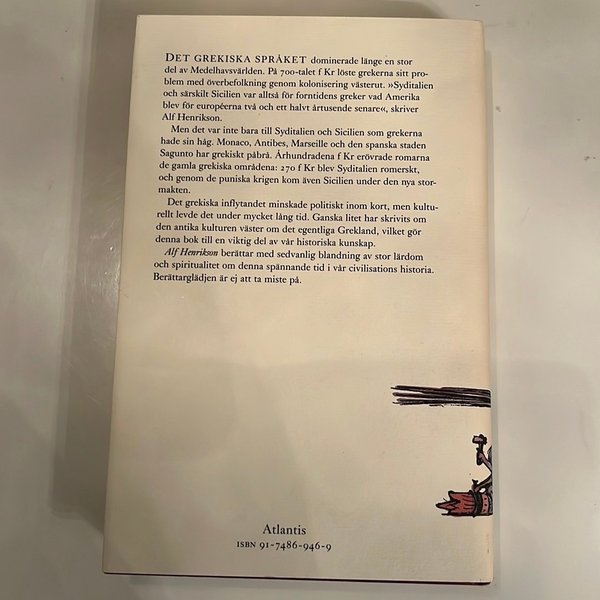 DET GREKISKA SPRÅKET dominerade länge en stor
del av Medelhavsvärlden. På 700-talet f Kr löste grekerna sitt pro-
blem med överbefolkning genom kolonisering västerut. »Syditalien
och särskilt Sicilien var alltså för forntidens greker vad Amerika
blev för européerna två och ett halvt årtusende senare«, skriver
Alf Henrikson.
Men det var inte bara till Syditalien och Sicilien som grekerna
hade sin håg. Monaco, Antibes, Marseille och den spanska staden
Sagunto har grekiskt påbrå. Århundradena f Kr erövrade romarna
de gamla grekiska områdena: 270 f Kr blev Syditalien romerskt,
och genom de puniska krigen kom även Sicilien under den nya stor-
makten.
Det grekiska inflytandet minskade politiskt inom kort, men kultu-
rellt levde det under mycket lång tid. Ganska litet har skrivits om
den antika kulturen väster om det egentliga Grekland, vilket gör
denna bok till en viktig del av vår historiska kunskap.
Alf Henrikson berättar med sedvanlig blandning av stor lärdom
och spiritualitet om denna spännande tid i vår civilisations historia.
Berättarglädjen är ej att ta miste på.
Atlantis
ISBN 91-7486-946-9